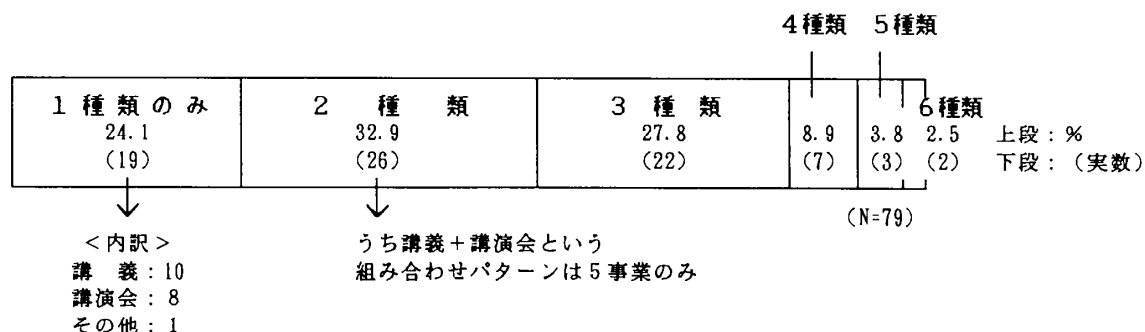 4種類 5種類
1種類のみ 2種類 3種類 6種類
24.1 32.9 27.8 8.9 3.8 2.5 上段：%
(19) (26) (22) (7) (3) (2) 下段：（実数）
(N=79)
＜内訳＞ うち講義＋講演会という
講義：10 組み合わせパターンは5事業のみ
講演会：8
その他：1